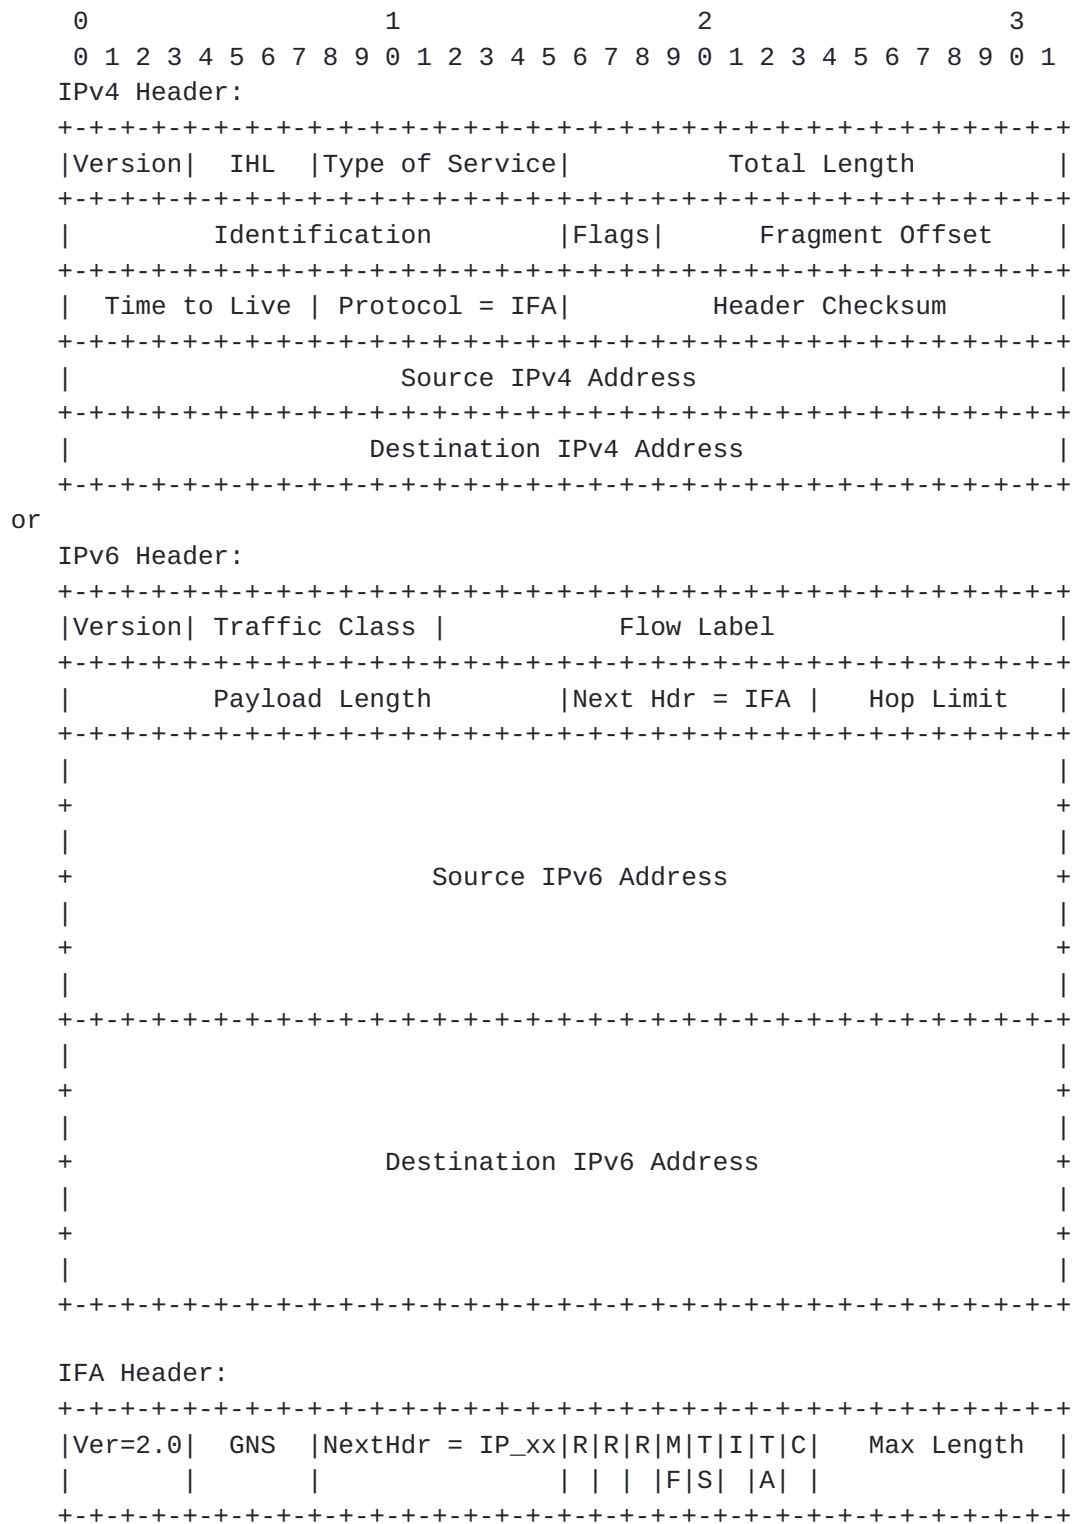 0                   1                   2                   3
 0 1 2 3 4 5 6 7 8 9 0 1 2 3 4 5 6 7 8 9 0 1 2 3 4 5 6 7 8 9 0 1
IPv4 Header:
+-+-+-+-+-+-+-+-+-+-+-+-+-+-+-+-+-+-+-+-+-+-+-+-+-+-+-+-+-+-+-+-+
|Version|  IHL  |Type of Service|          Total Length         |
+-+-+-+-+-+-+-+-+-+-+-+-+-+-+-+-+-+-+-+-+-+-+-+-+-+-+-+-+-+-+-+-+
|         Identification        |Flags|      Fragment Offset    |
+-+-+-+-+-+-+-+-+-+-+-+-+-+-+-+-+-+-+-+-+-+-+-+-+-+-+-+-+-+-+-+-+
|  Time to Live | Protocol = IFA|         Header Checksum       |
+-+-+-+-+-+-+-+-+-+-+-+-+-+-+-+-+-+-+-+-+-+-+-+-+-+-+-+-+-+-+-+-+
|                     Source IPv4 Address                       |
+-+-+-+-+-+-+-+-+-+-+-+-+-+-+-+-+-+-+-+-+-+-+-+-+-+-+-+-+-+-+-+-+
|                   Destination IPv4 Address                    |
+-+-+-+-+-+-+-+-+-+-+-+-+-+-+-+-+-+-+-+-+-+-+-+-+-+-+-+-+-+-+-+-+
or
IPv6 Header:
+-+-+-+-+-+-+-+-+-+-+-+-+-+-+-+-+-+-+-+-+-+-+-+-+-+-+-+-+-+-+-+-+
|Version| Traffic Class |           Flow Label                  |
+-+-+-+-+-+-+-+-+-+-+-+-+-+-+-+-+-+-+-+-+-+-+-+-+-+-+-+-+-+-+-+-+
|         Payload Length        |Next Hdr = IFA |   Hop Limit   |
+-+-+-+-+-+-+-+-+-+-+-+-+-+-+-+-+-+-+-+-+-+-+-+-+-+-+-+-+-+-+-+-+
|                                                               |
+                                                               +
|                                                               |
+                       Source IPv6 Address                     +
|                                                               |
+                                                               +
|                                                               |
+-+-+-+-+-+-+-+-+-+-+-+-+-+-+-+-+-+-+-+-+-+-+-+-+-+-+-+-+-+-+-+-+
|                                                               |
+                                                               +
|                                                               |
+                    Destination IPv6 Address                   +
|                                                               |
+                                                               +
|                                                               |
+-+-+-+-+-+-+-+-+-+-+-+-+-+-+-+-+-+-+-+-+-+-+-+-+-+-+-+-+-+-+-+-+
IFA Header:
+-+-+-+-+-+-+-+-+-+-+-+-+-+-+-+-+-+-+-+-+-+-+-+-+-+-+-+-+-+-+-+-+
|Ver=2.0|  GNS  |NextHdr = IP_xx|R|R|R|M|T|I|T|C|   Max Length  |
|       |       |               | | | |F|S| |A| |               |
+-+-+-+-+-+-+-+-+-+-+-+-+-+-+-+-+-+-+-+-+-+-+-+-+-+-+-+-+-+-+-+-+